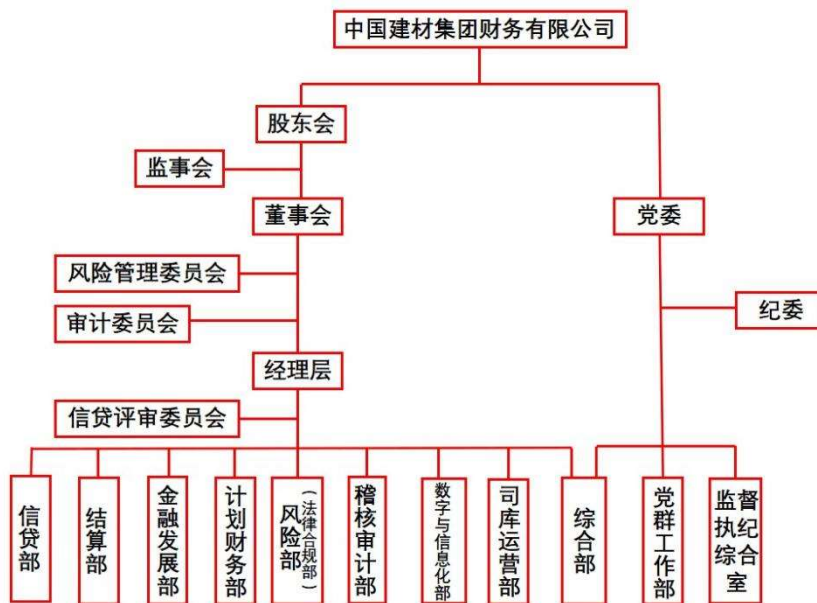 中国建材集团财务有限公司
股东会
监事会
董事会
党委
风险管理委员会
纪委
审计委员会
经理层
信贷评审委员会
信贷部
结算部
金融发展部
计划财务部
风险部
(法律合规部)
稽核审计部
数字与信息化部
司库运营部
综合部
党群工作部
监督
执纪
综合
室